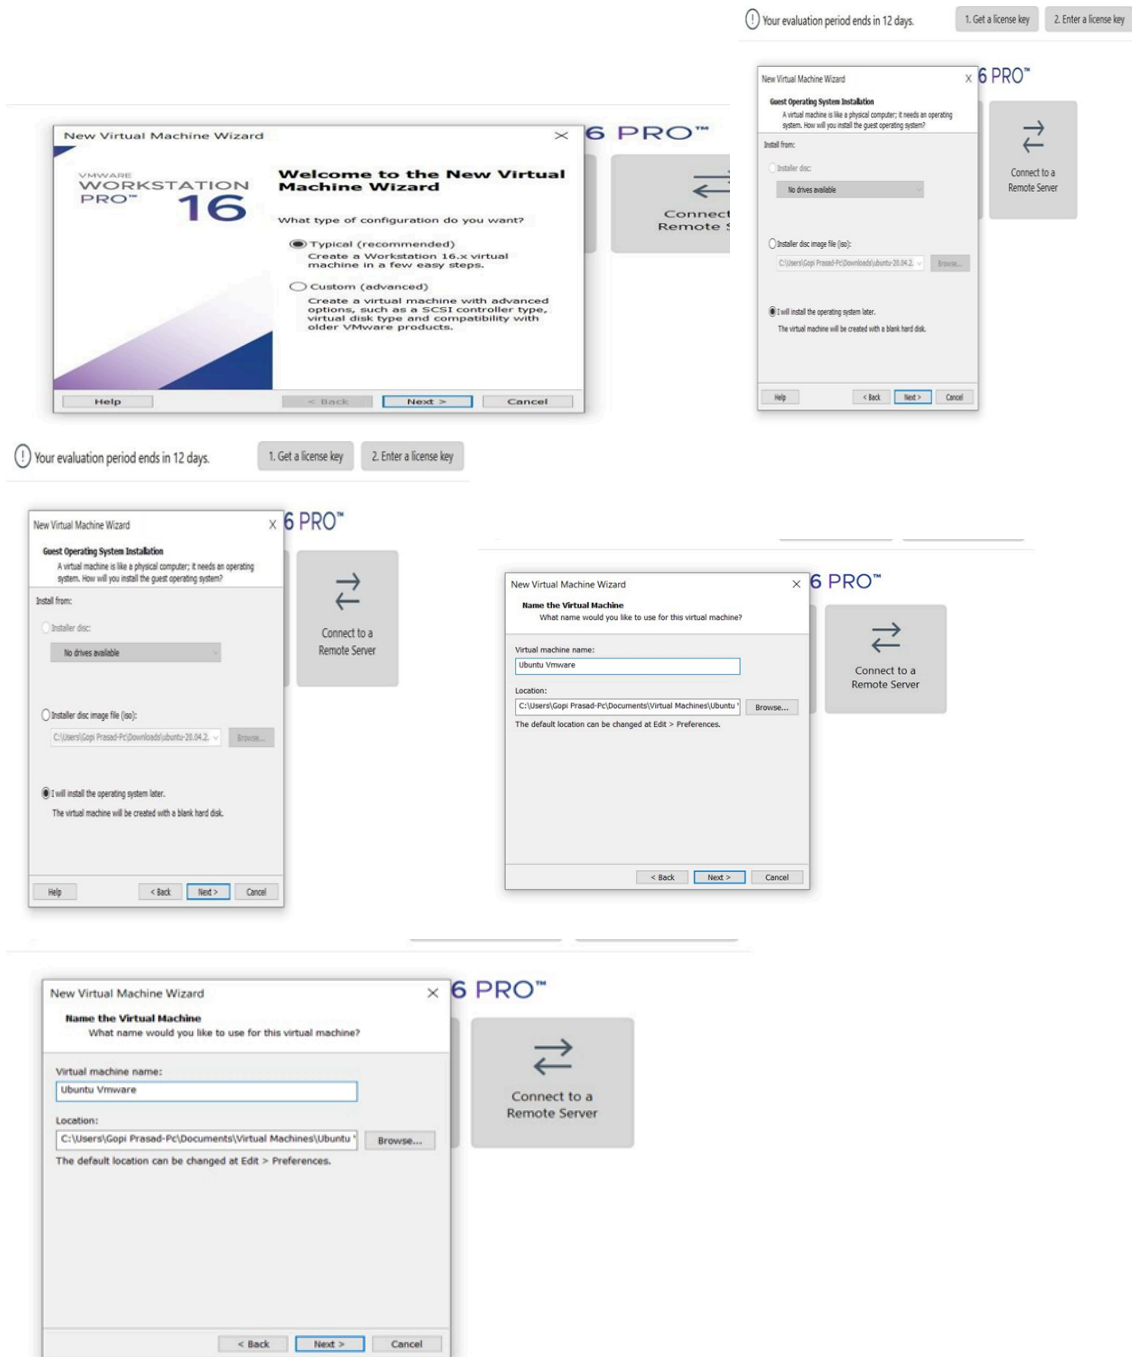 Your evaluation period ends in 12 days.
1. Get a license key
2. Enter a license key
New Virtual Machine Wizard
X
6 PRO™
Guest Operating System Installation
A virtual machine is like a physical computer; it needs an operating
system. How will you install the guest operating system?
Install from:
Installer disc:
No drives available
Installer disc image file (iso):
C:\Users\Gopi Prasad-Pc\Downloads\ubuntu-20.04.2.
Browse...
I will install the operating system later.
The virtual machine will be created with a blank hard disk.
Help
< Back
Next >
Cancel
Connect to a
Remote Server
New Virtual Machine Wizard
6 PRO™
VMWARE
WORKSTATION
PRO™ 16
Welcome to the New Virtual
Machine Wizard
What type of configuration do you want?
Typical (recommended)
Create a Workstation 16.x virtual
machine in a few easy steps.
Custom (advanced)
Create a virtual machine with advanced
options, such as a SCSI controller type,
virtual disk type and compatibility with
older VMware products.
Help
< Back
Next >
Cancel
Connect
Remote S
Your evaluation period ends in 12 days.
1. Get a license key
2. Enter a license key
New Virtual Machine Wizard
X
6 PRO™
Guest Operating System Installation
A virtual machine is like a physical computer; it needs an operating
system. How will you install the guest operating system?
Install from:
Installer disc:
No drives available
Installer disc image file (iso):
C:\Users\Gopi Prasad-Pc\Downloads\ubuntu-20.04.2.
Browse...
I will install the operating system later.
The virtual machine will be created with a blank hard disk.
Help
< Back
Next >
Cancel
Connect to a
Remote Server
New Virtual Machine Wizard
6 PRO™
Name the Virtual Machine
What name would you like to use for this virtual machine?
Virtual machine name:
Ubuntu Vmware
Location:
C:\Users\Gopi Prasad-Pc\Documents\Virtual Machines\Ubuntu
Browse...
The default location can be changed at Edit > Preferences.
< Back
Next >
Cancel
Connect to a
Remote Server
New Virtual Machine Wizard
6 PRO™
Name the Virtual Machine
What name would you like to use for this virtual machine?
Virtual machine name:
Ubuntu Vmware
Location:
C:\Users\Gopi Prasad-Pc\Documents\Virtual Machines\Ubuntu
Browse...
The default location can be changed at Edit > Preferences.
< Back
Next >
Cancel
Connect to a
Remote Server